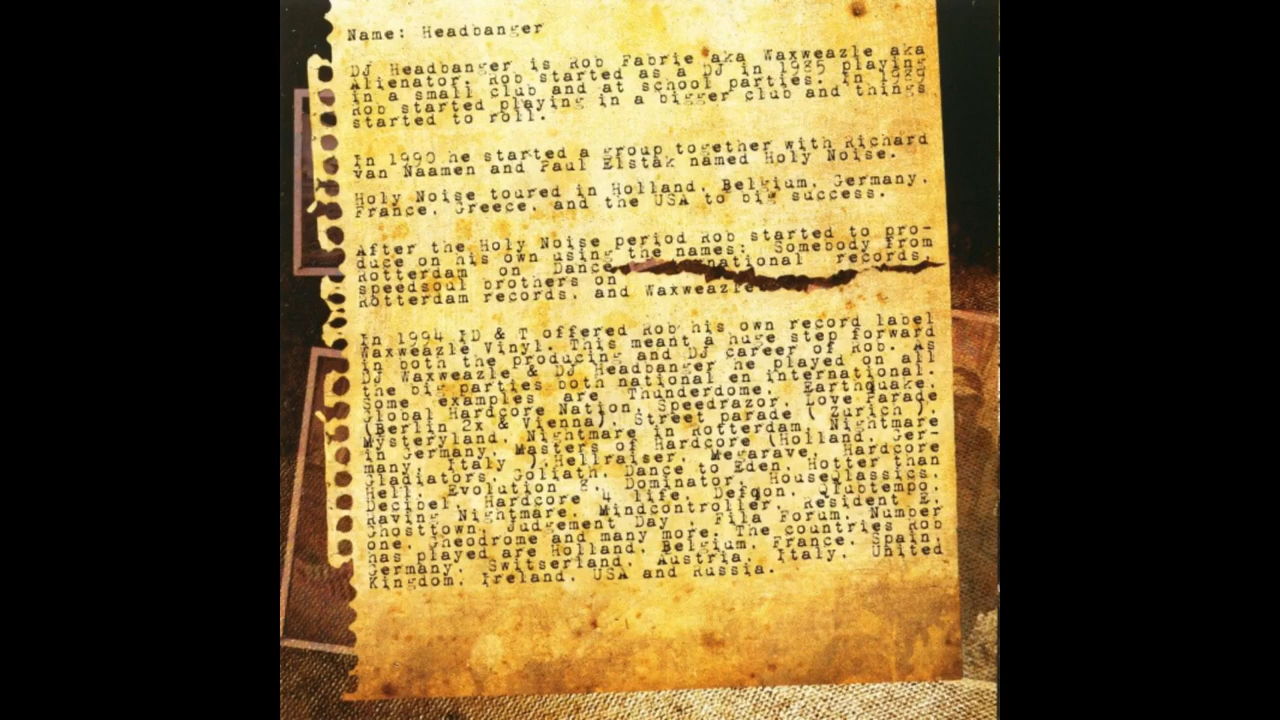 Name: Headbanger
DJ Headbanger is Rob Fabrie aka Waxweazle aka
Alienator. Rob started as a DJ in 1985 playing
in a small club and at school parties. In 1989
Rob started playing in a bigger club and things
started to roll.
In 1990 he started a group together with Richard
van Naamen and Paul Elstak named Holy Noise.
Holy Noise toured in Holland, Belgium, Germany,
France, Greece, and the USA to big success.
After the Holy Noise period Rob started to pro-
duce on his own using the names: Somebody from
Rotterdam on Dance national records,
speedsoul brothers on
Rotterdam records, and Waxweazle
In 1994 ID & T offered Rob his own record label
Waxweazle Vinyl. This meant a huge step forward
in both the producing and DJ career of Rob. As
DJ Waxweazle & DJ Headbanger he played on all
the big parties both national en international.
Some examples are Thunderdome, Earthquake,
Global Hardcore Nation, Speedrazor, Love Parade
(Berlin 2x & Vienna), Street parade ( Zurich ),
Mysteryland, Nightmare in Rotterdam, Nightmare
in Germany, Masters of Hardcore (Holland, Ger-
many, Italy ),Hellraiser, Megarave, Hardcore
Gladiators, Goliath, Dance to Eden, Hotter than
Hell, Evolution , Dominator, Houseqlassics,
Decibel, Hardcore 4 life, Defqon, Clubtempo,
Raving Nightmare, Mindcontroller, Resident E,
Ghosttown, Judgement Day , Fila Forum, Number
one, Theodrome and many more. The countries Rob
has played are Holland, Belgium, France, Spain,
Germany, Switserland, Austria, Italy, United
Kingdom, Ireland, USA and Russia.